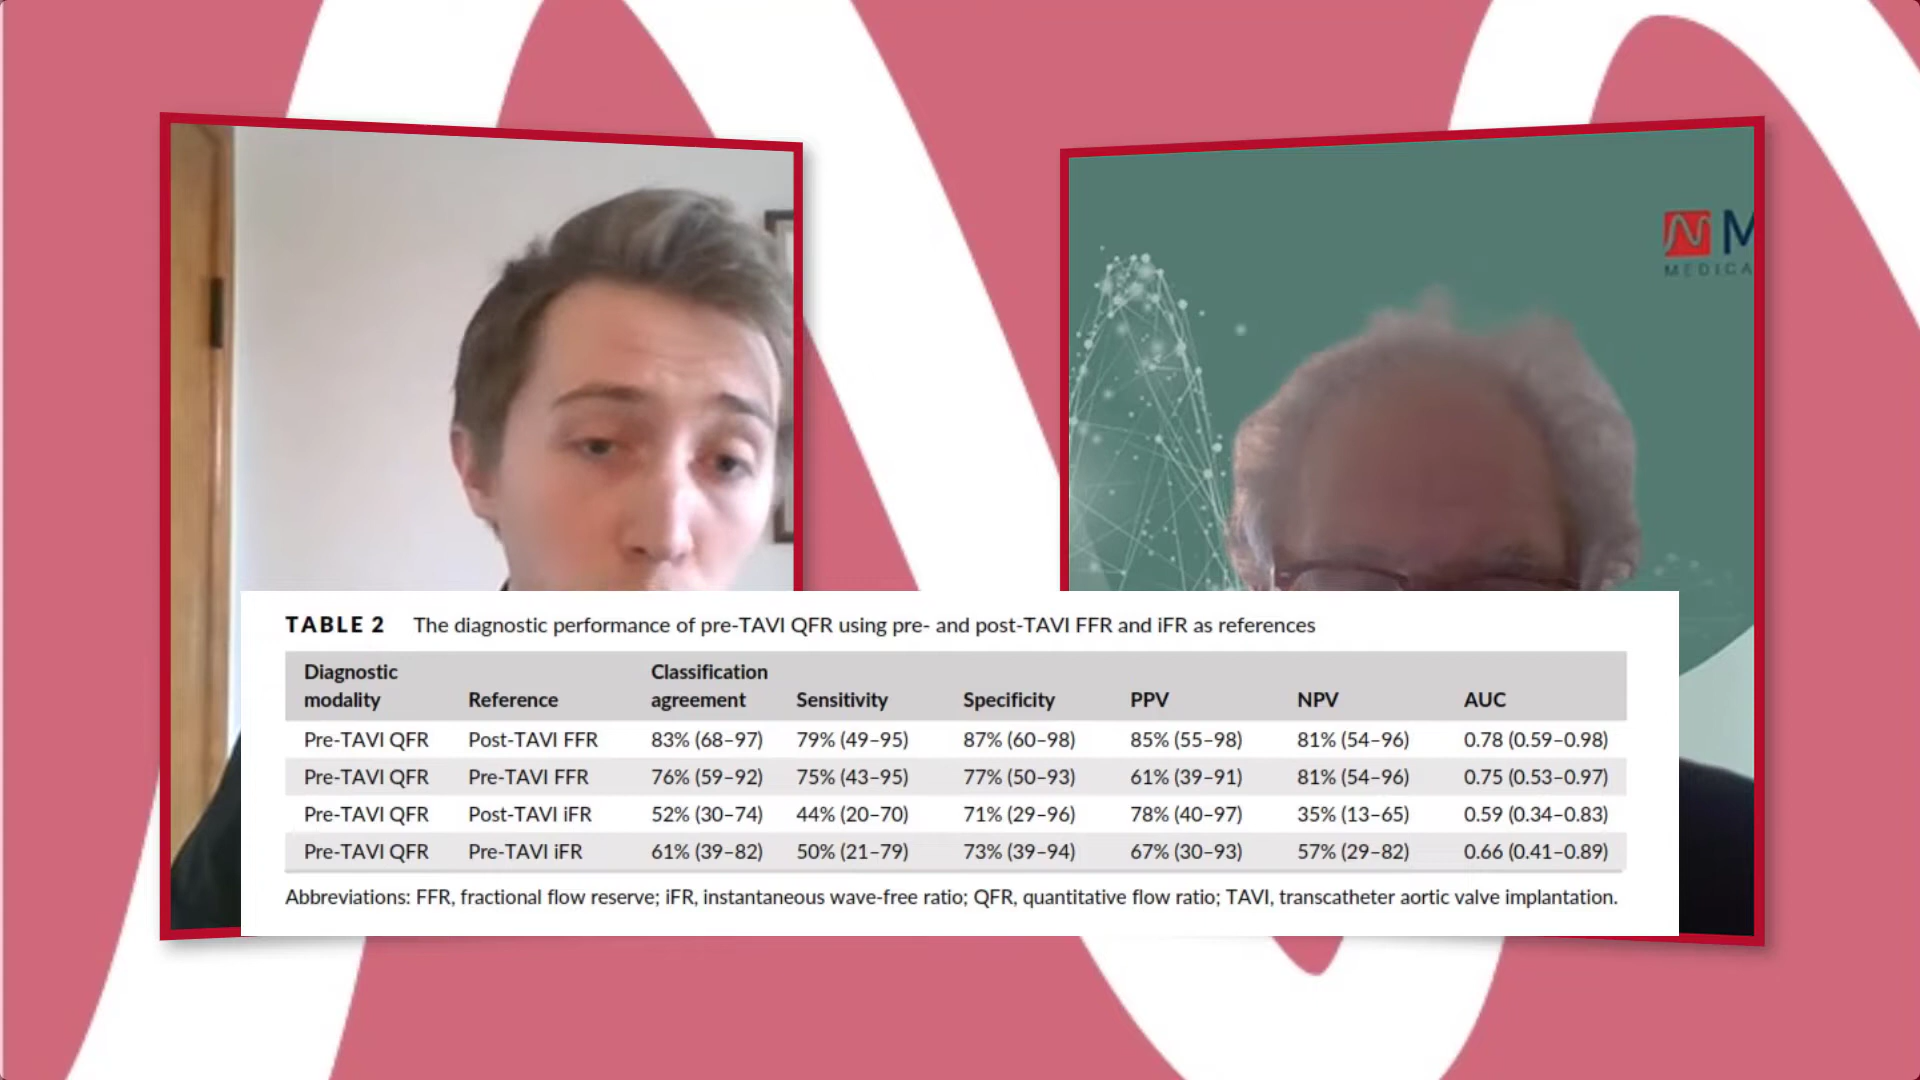 M
MEDICA
TABLE 2 The diagnostic performance of pre-TAVI QFR using pre- and post-TAVI FFR and iFR as references
Diagnostic modality Reference Classification agreement Sensitivity Specificity PPV NPV AUC
Pre-TAVI QFR Post-TAVI FFR 83% (68–97) 79% (49–95) 87% (60–98) 85% (55–98) 81% (54–96) 0.78 (0.59–0.98)
Pre-TAVI QFR Pre-TAVI FFR 76% (59–92) 75% (43–95) 77% (50–93) 61% (39–91) 81% (54–96) 0.75 (0.53–0.97)
Pre-TAVI QFR Post-TAVI iFR 52% (30–74) 44% (20–70) 71% (29–96) 78% (40–97) 35% (13–65) 0.59 (0.34–0.83)
Pre-TAVI QFR Pre-TAVI iFR 61% (39–82) 50% (21–79) 73% (39–94) 67% (30–93) 57% (29–82) 0.66 (0.41–0.89)
Abbreviations: FFR, fractional flow reserve; iFR, instantaneous wave-free ratio; QFR, quantitative flow ratio; TAVI, transcatheter aortic valve implantation.